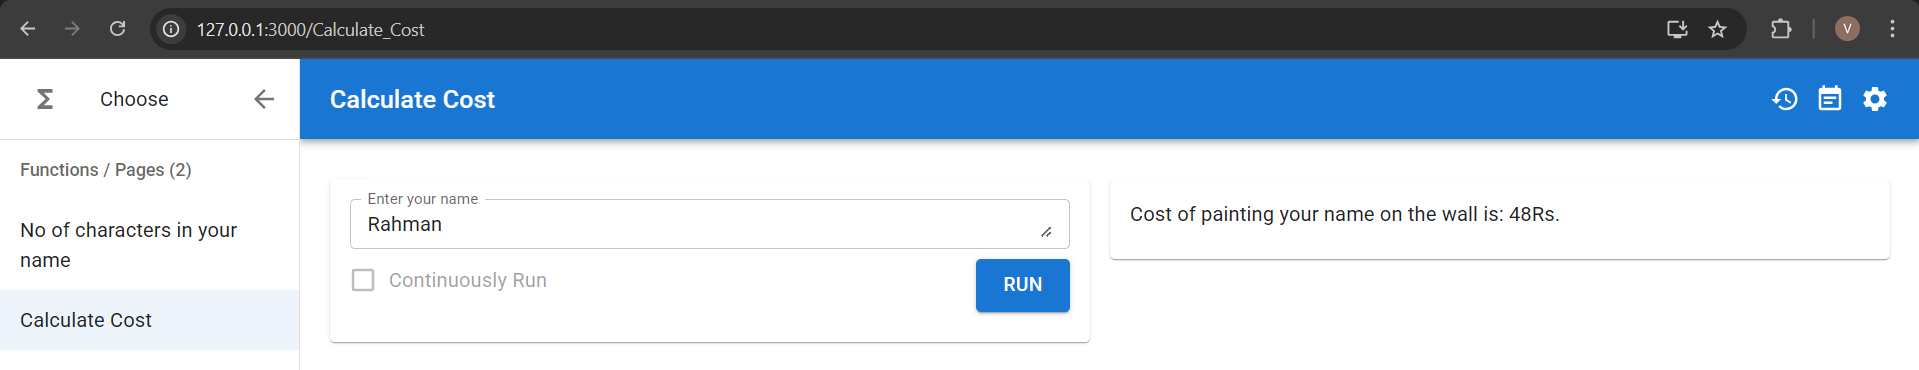 127.0.0.1:3000/Calculate_Cost
V
Choose
Calculate Cost
Functions / Pages (2)
No of characters in your
name
Calculate Cost
Enter your name
Rahman
Continuously Run
RUN
Cost of painting your name on the wall is: 48Rs.